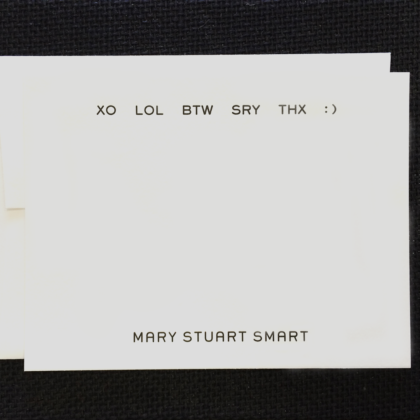 XO LOL BTW SRY THX :)
MARY STUART SMART